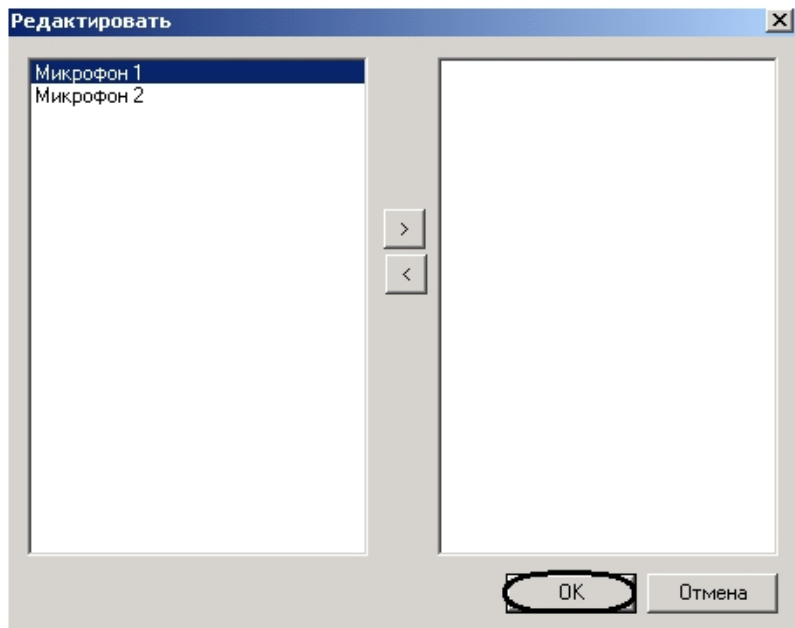 Редактировать
Микрофон 1
Микрофон 2
>
<
OK
Отмена